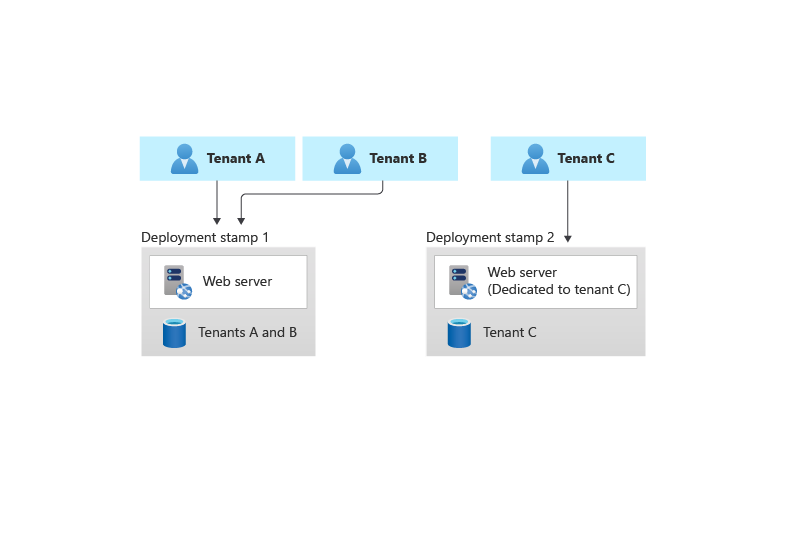 Tenant A
Tenant B
Tenant C
Deployment stamp 1
Web server
Tenants A and B
Deployment stamp 2
Web server
(Dedicated to tenant C)
Tenant C